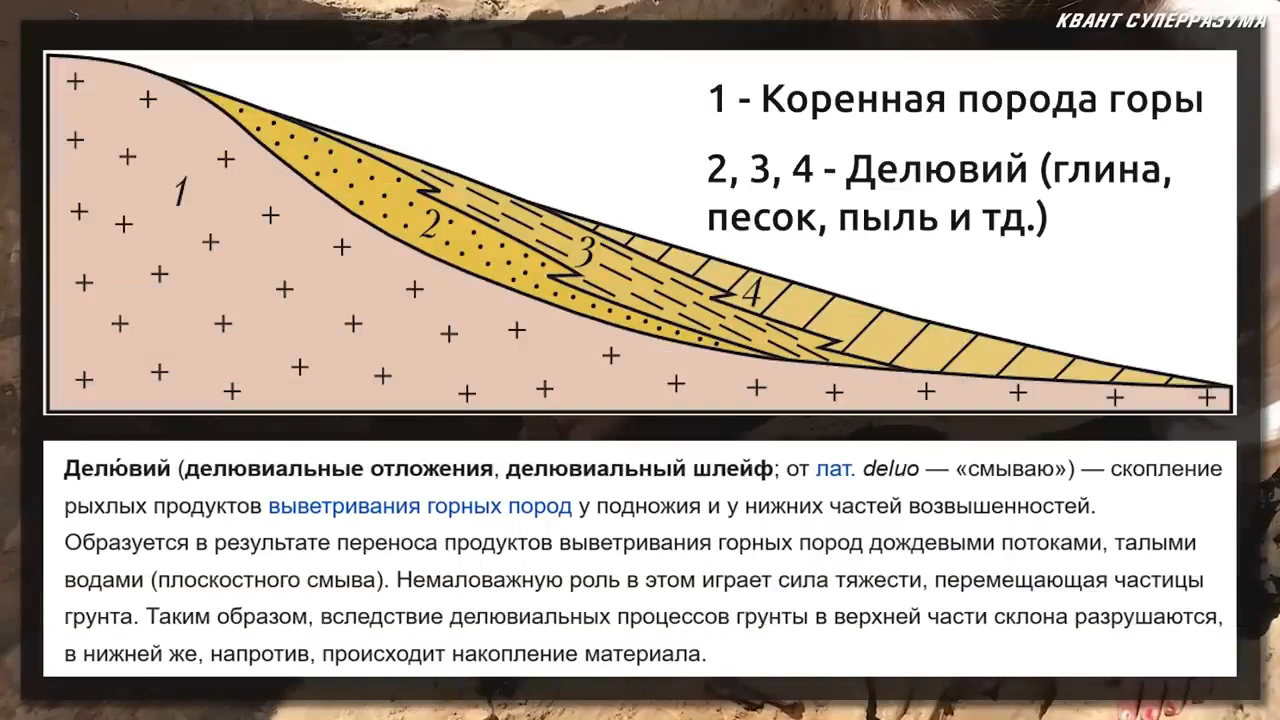 КВАНТ СУПЕРРАЗУМА
1 - Коренная порода горы
2, 3, 4 - Делювий (глина,
песок, пыль и тд.)
1
2
3
4
Делю́вий (делювиальные отложения, делювиальный шлейф; от лат. deluo — «смываю») — скопление
рыхлых продуктов выветривания горных пород у подножия и у нижних частей возвышенностей.
Образуется в результате переноса продуктов выветривания горных пород дождевыми потоками, талыми
водами (плоскостного смыва). Немаловажную роль в этом играет сила тяжести, перемещающая частицы
грунта. Таким образом, вследствие делювиальных процессов грунты в верхней части склона разрушаются,
в нижней же, напротив, происходит накопление материала.